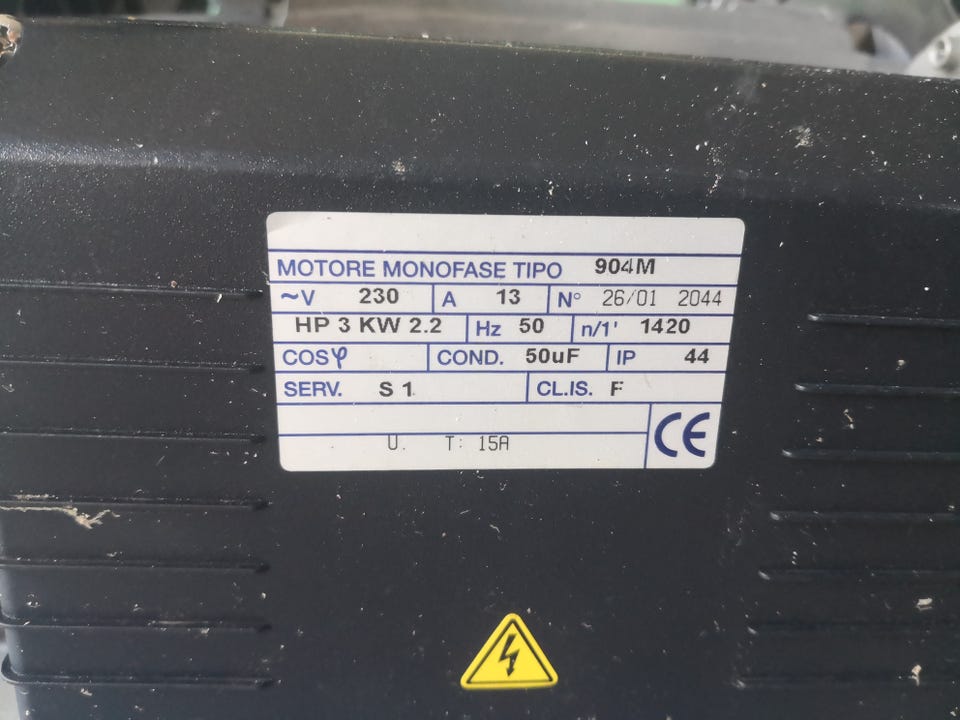 MOTORE MONOFASE TIPO 904M
~V 230 A 13 N° 26/01 2044
HP 3 KW 2.2 Hz 50 n/1' 1420
COSφ COND. 50uF IP 44
SERV. S 1 CL.IS. F
U. T: 15A CE